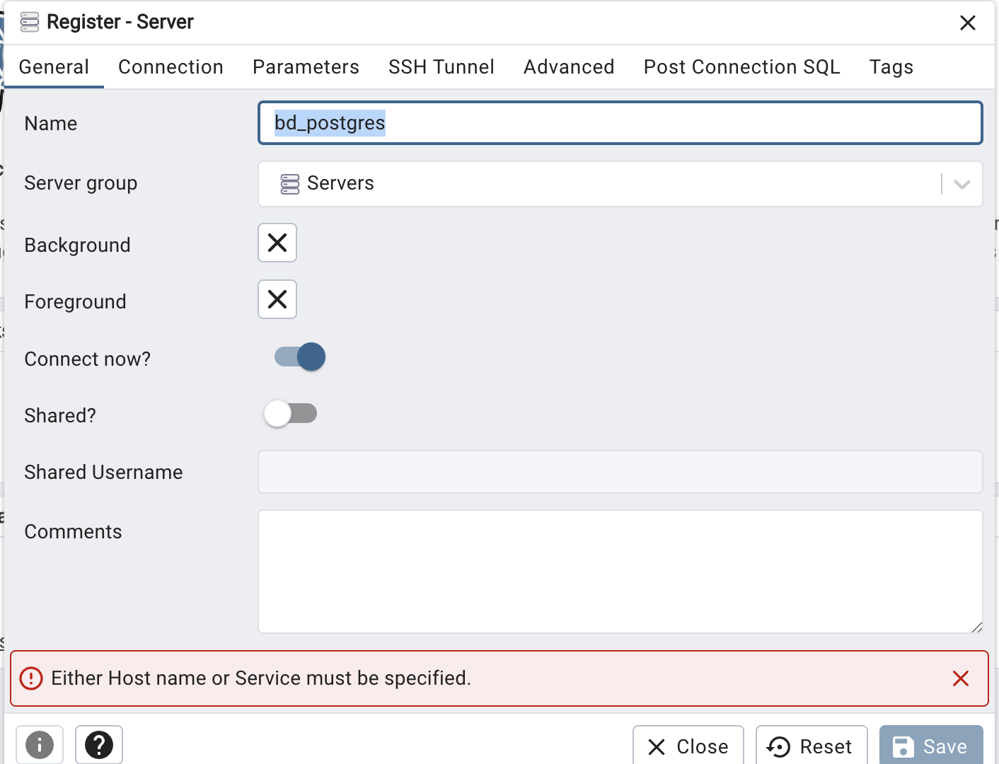 Register - Server
General Connection Parameters SSH Tunnel Advanced Post Connection SQL Tags
Name bd_postgres
Server group Servers
Background
Foreground
Connect now?
Shared?
Shared Username
Comments
Either Host name or Service must be specified.
Close Reset Save